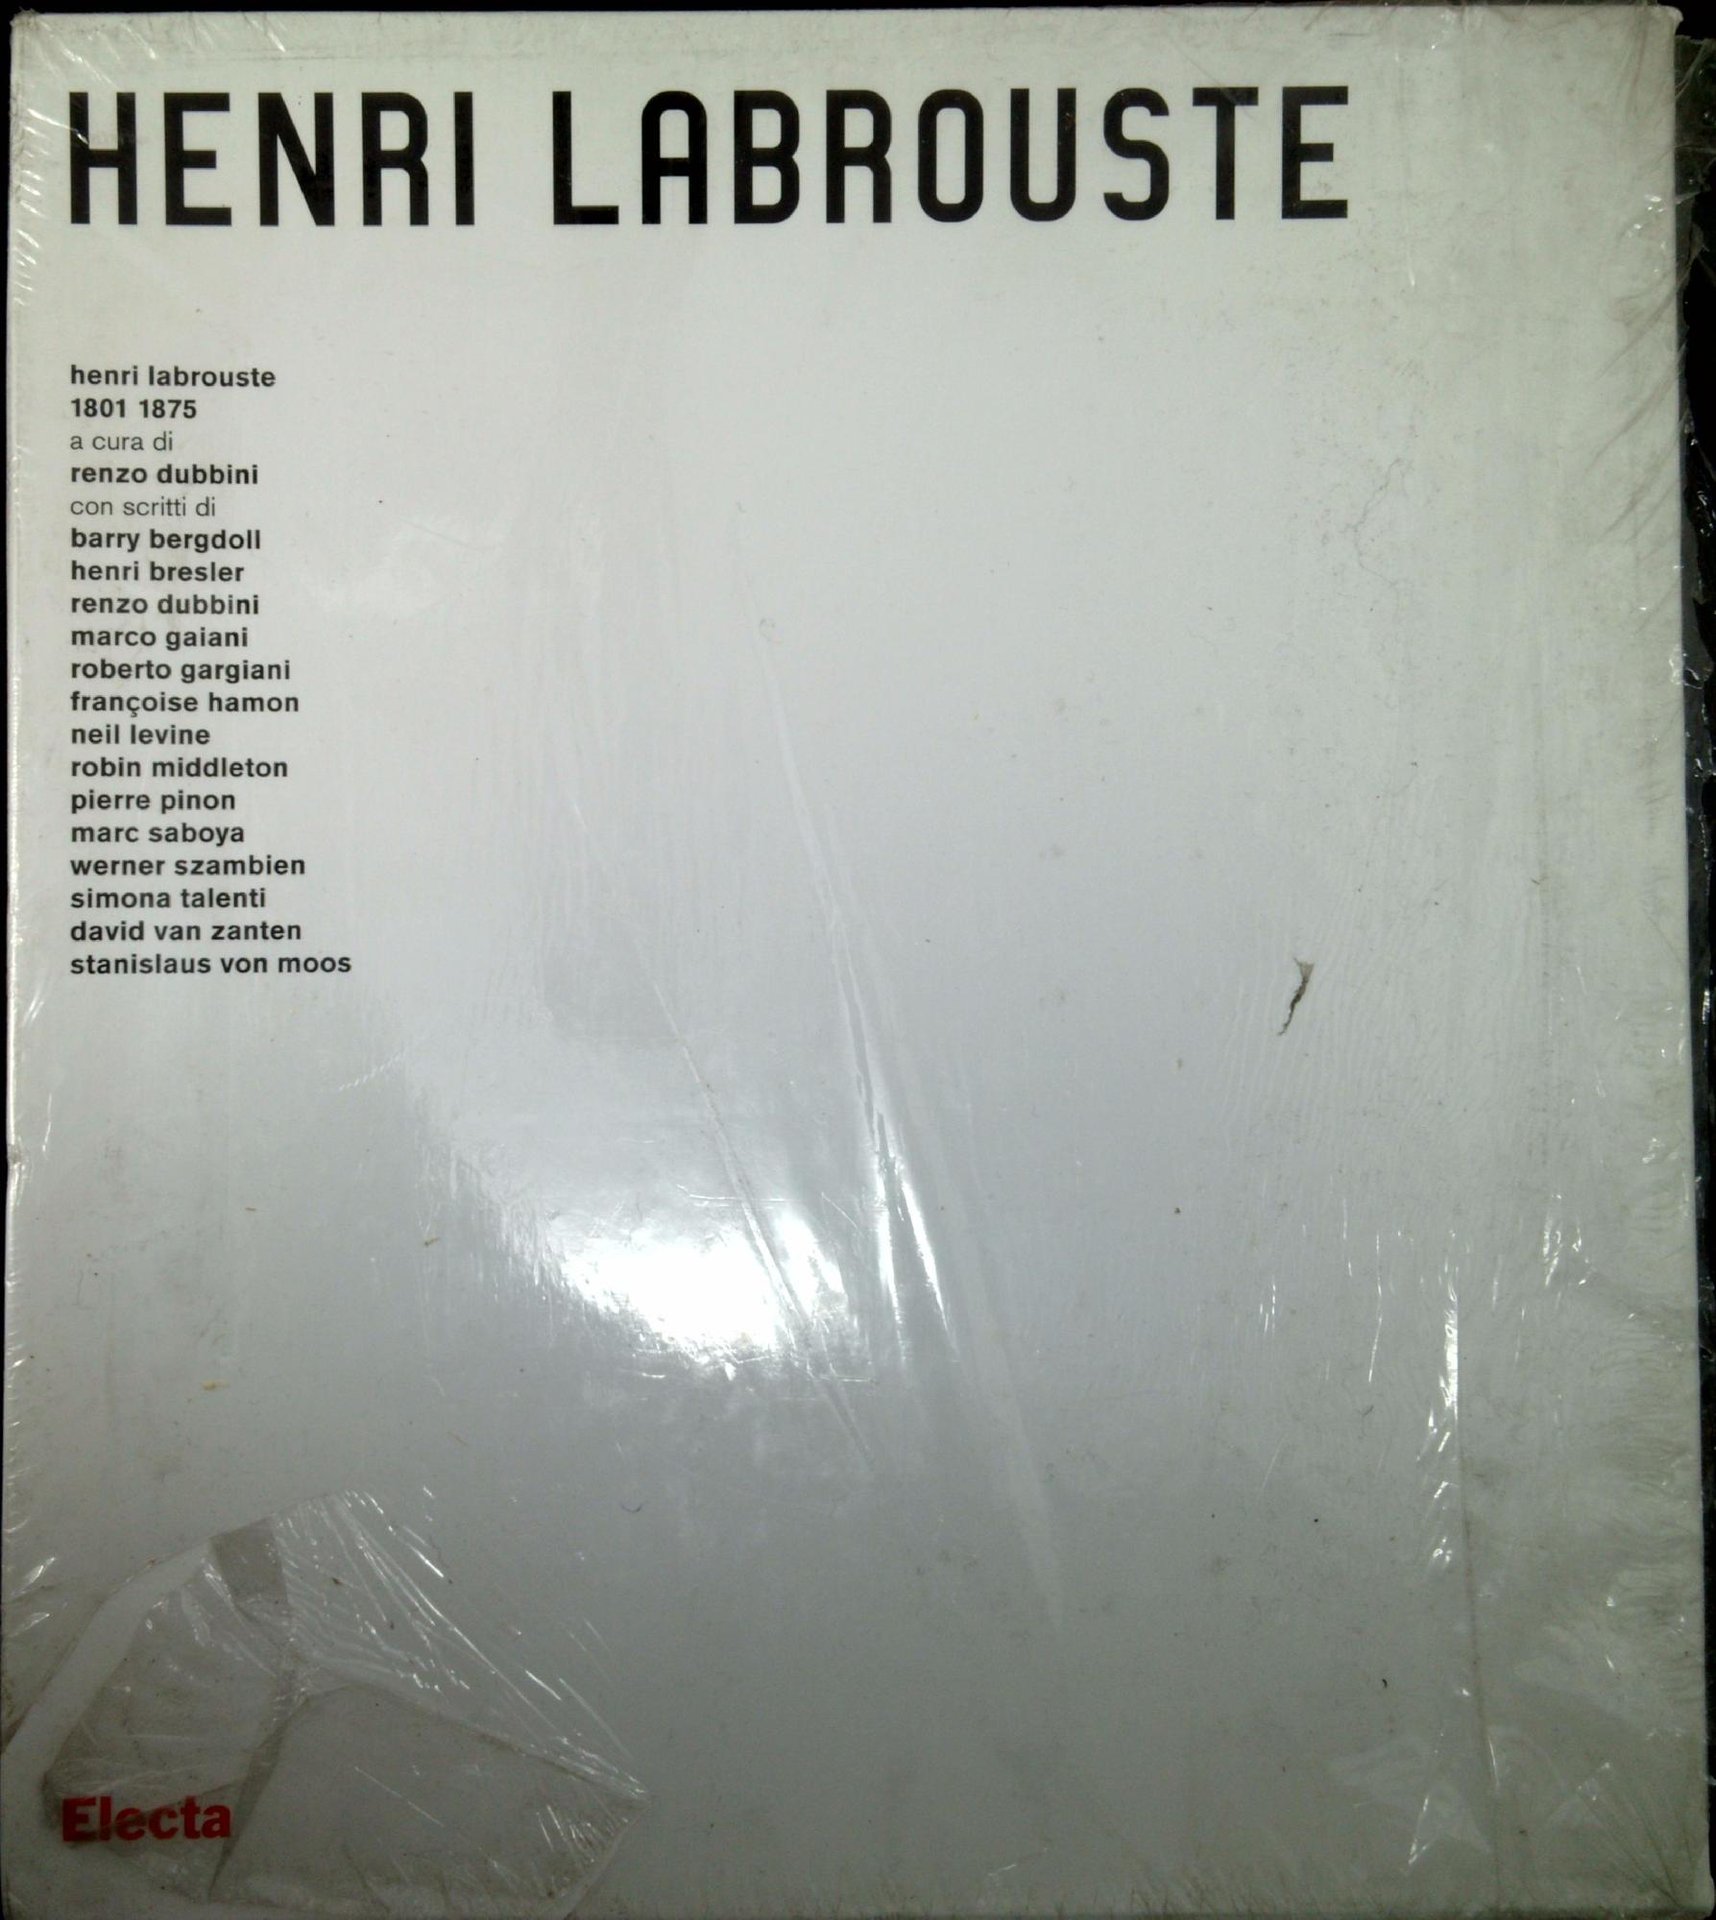 HENRI LABROUSTE
henri labrouste
1801 1875
a cura di
renzo dubbini
con scritti di
barry bergdoll
henri bresler
renzo dubbini
marco gaiani
roberto gargiani
françoise hamon
neil levine
robin middleton
pierre pinon
marc saboya
werner szambien
simona talenti
david van zanten
stanislaus von moos
Electa